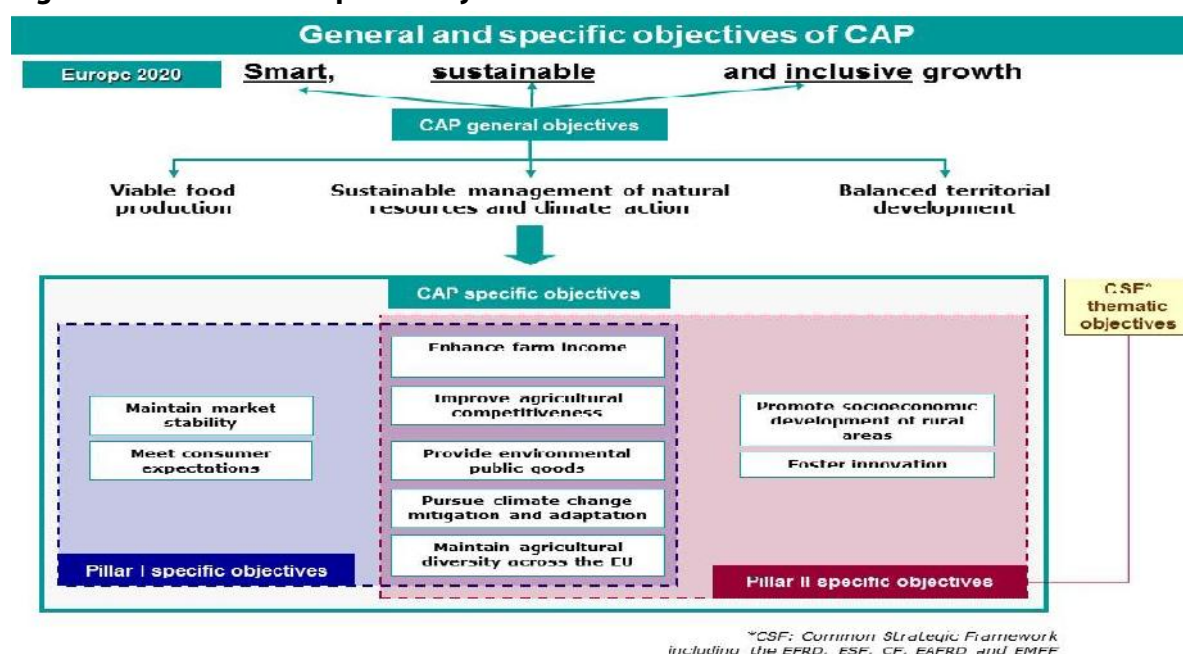 General and specific objectives of CAP
Europe 2020
Smart, sustainable and inclusive growth
CAP general objectives
Viable food
production
Sustainable management of natural
resources and climate action
Balanced territorial
development
CAP specific objectives
CSF*
thematic
objectives
Enhance farm income
Improve agricultural
competitiveness
Maintain market
stability
Promote socioeconomic
development of rural
areas
Meet consumer
expectations
Provide environmental
public goods
Foster innovation
Pursue climate change
mitigation and adaptation
Maintain agricultural
diversity across the EU
Pillar I specific objectives
Pillar II specific objectives
*CSF: Common Strategic Framework
including the EFRD, ESF, CF, EAFRD and EMFF